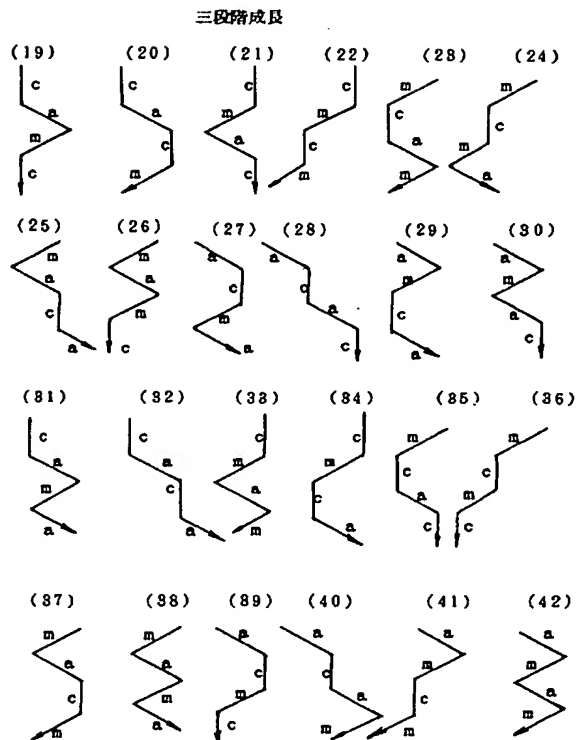 三段階成長
(19) (20) (21) (22) (23) (24)
c c c c m m
a a m m c c
m c a c a m
c m c m m a
(25) (26) (27) (28) (29) (30)
m m a a a a
a a c c m m
c m m a c a
a c a c a c
(31) (32) (33) (34) (35) (36)
c c c c m m
a a m m c c
m c a c a m
a a m a c c
(37) (38) (39) (40) (41) (42)
m m a a a a
a a c c m m
c m m a c a
m a c m m m